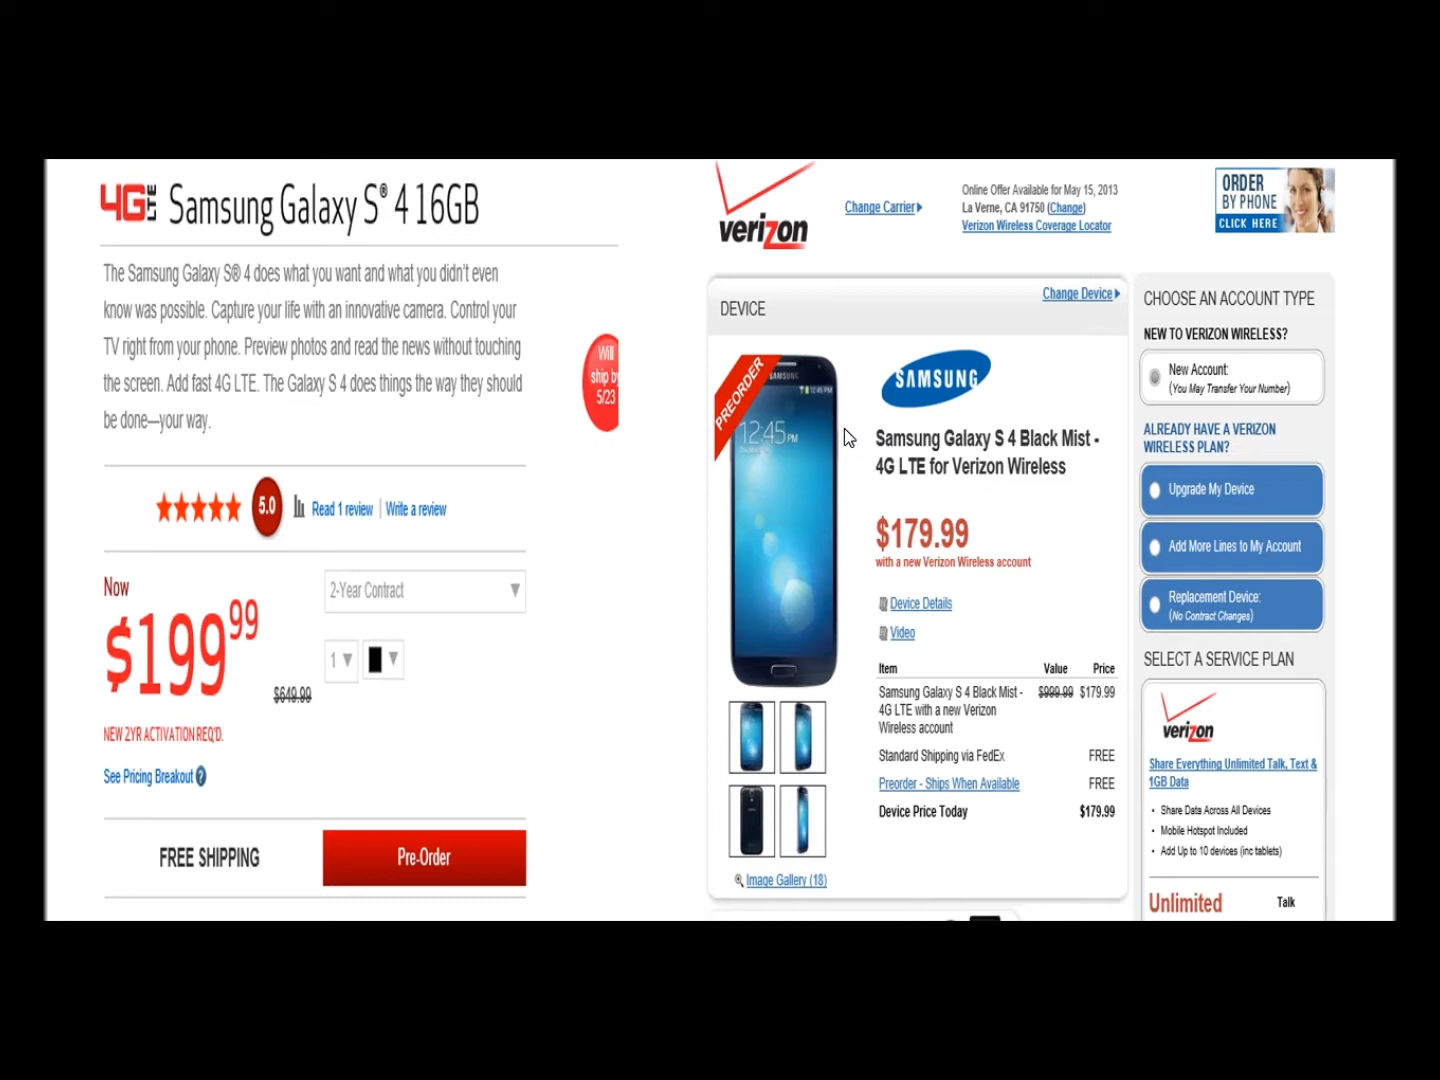 4G LTE Samsung Galaxy S® 4 16GB
The Samsung Galaxy S® 4 does what you want and what you didn't even
know was possible. Capture your life with an innovative camera. Control your
TV right from your phone. Preview photos and read the news without touching
the screen. Add fast 4G LTE. The Galaxy S 4 does things the way they should
be done—your way.
Will
ship by
5/23
5.0 Read 1 review | Write a review
Now
$199.99
$649.99
2-Year Contract
1
NEW 2YR ACTIVATION REQ'D.
See Pricing Breakout ?
FREE SHIPPING
Pre-Order
verizon
Change Carrier
Online Offer Available for May 15, 2013
La Verne, CA 91750 (Change)
Verizon Wireless Coverage Locator
ORDER
BY PHONE
CLICK HERE
DEVICE
Change Device
PREORDER
SAMSUNG
12:45 PM
12:45 PM
SAMSUNG
Samsung Galaxy S 4 Black Mist -
4G LTE for Verizon Wireless
$179.99
with a new Verizon Wireless account
Device Details
Video
Item Value Price
Samsung Galaxy S 4 Black Mist - $999.99 $179.99
4G LTE with a new Verizon
Wireless account
Standard Shipping via FedEx FREE
Preorder - Ships When Available FREE
Device Price Today $179.99
Image Gallery (18)
CHOOSE AN ACCOUNT TYPE
NEW TO VERIZON WIRELESS?
New Account:
(You May Transfer Your Number)
ALREADY HAVE A VERIZON
WIRELESS PLAN?
Upgrade My Device
Add More Lines to My Account
Replacement Device:
(No Contract Changes)
SELECT A SERVICE PLAN
verizon
Share Everything Unlimited Talk, Text &
1GB Data
• Share Data Across All Devices
• Mobile Hotspot Included
• Add Up to 10 devices (inc tablets)
Unlimited Talk